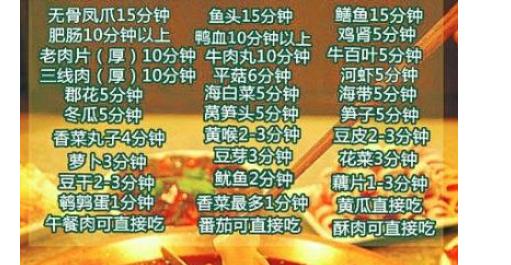 无骨凤爪15分钟 鱼头15分钟 鳝鱼15分钟
肥肠10分钟以上 鸭血10分钟以上 鸡肾5分钟
老肉片（厚）10分钟 牛肉丸10分钟 牛百叶5分钟
三线肉（厚）10分钟 平菇6分钟 河虾5分钟
郡花5分钟 海白菜5分钟 海带5分钟
冬瓜5分钟 莴笋头5分钟 笋子5分钟
香菜丸子4分钟 黄喉2-3分钟 豆皮2-3分钟
萝卜3分钟 豆芽3分钟 花菜3分钟
豆干2-3分钟 鱿鱼2分钟 藕片1-3分钟
鹌鹑蛋1分钟 香菜最多1分钟 黄瓜可直接吃
午餐肉可直接吃 番茄可直接吃 酥肉可直接吃